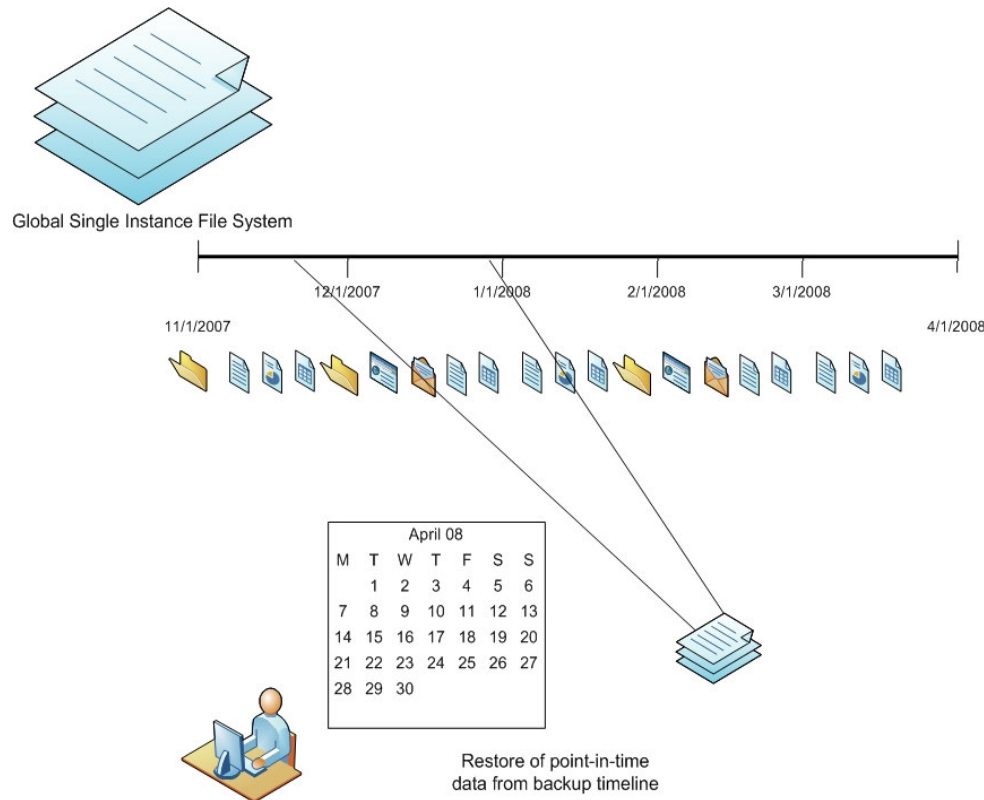 Global Single Instance File System
12/1/2007 1/1/2008 2/1/2008 3/1/2008
11/1/2007 4/1/2008
April 08
M T W T F S S
1 2 3 4 5 6
7 8 9 10 11 12 13
14 15 16 17 18 19 20
21 22 23 24 25 26 27
28 29 30
Restore of point-in-time
data from backup timeline